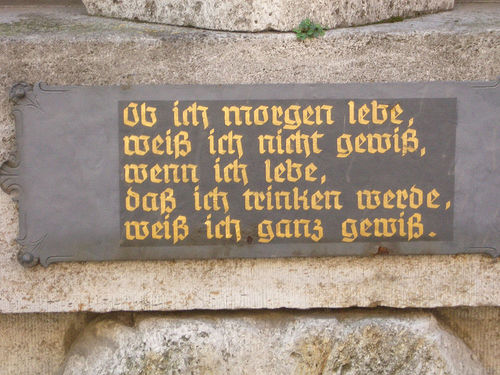 Ob ich morgen lebe,
weiß ich nicht gewiß,
wenn ich lebe,
daß ich trinken werde,
weiß ich ganz gewiß.